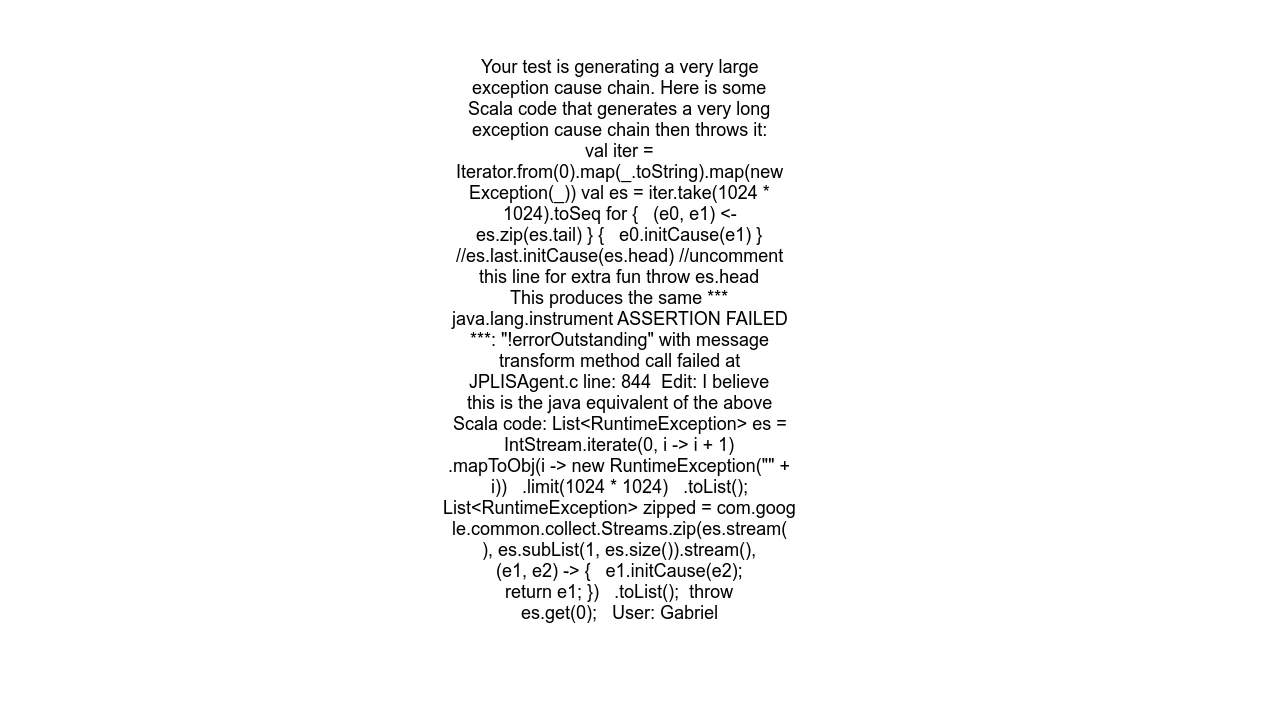 Your test is generating a very large
exception cause chain. Here is some
Scala code that generates a very long
exception cause chain then throws it:
val iter =
Iterator.from(0).map(_.toString).map(new
Exception(_)) val es = iter.take(1024 *
1024).toSeq for {   (e0, e1) <-
es.zip(es.tail) } {   e0.initCause(e1) }
//es.last.initCause(es.head) //uncomment
this line for extra fun throw es.head
This produces the same ***
java.lang.instrument ASSERTION FAILED
***: "!errorOutstanding" with message
transform method call failed at
JPLISAgent.c line: 844  Edit: I believe
this is the java equivalent of the above
Scala code: List<RuntimeException> es =
IntStream.iterate(0, i -> i + 1)
.mapToObj(i -> new RuntimeException("" +
i))   .limit(1024 * 1024)   .toList();
List<RuntimeException> zipped = com.goog
le.common.collect.Streams.zip(es.stream(
), es.subList(1, es.size()).stream(),
(e1, e2) -> {   e1.initCause(e2);
return e1; })   .toList();  throw
es.get(0);   User: Gabriel